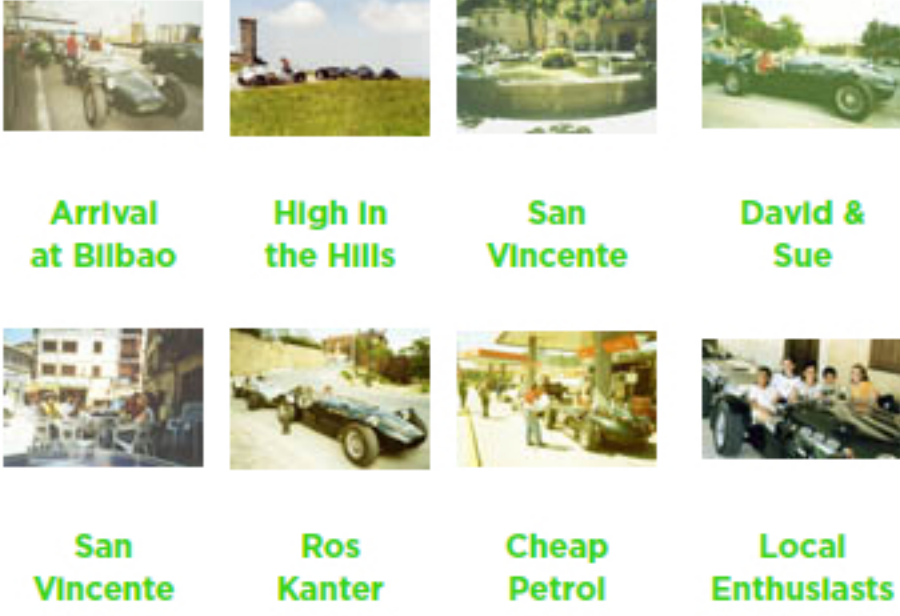 Arrival
at Bilbao
High in
the Hills
San
Vincente
David &
Sue
San
Vincente
Ros
Kanter
Cheap
Petrol
Local
Enthusiasts